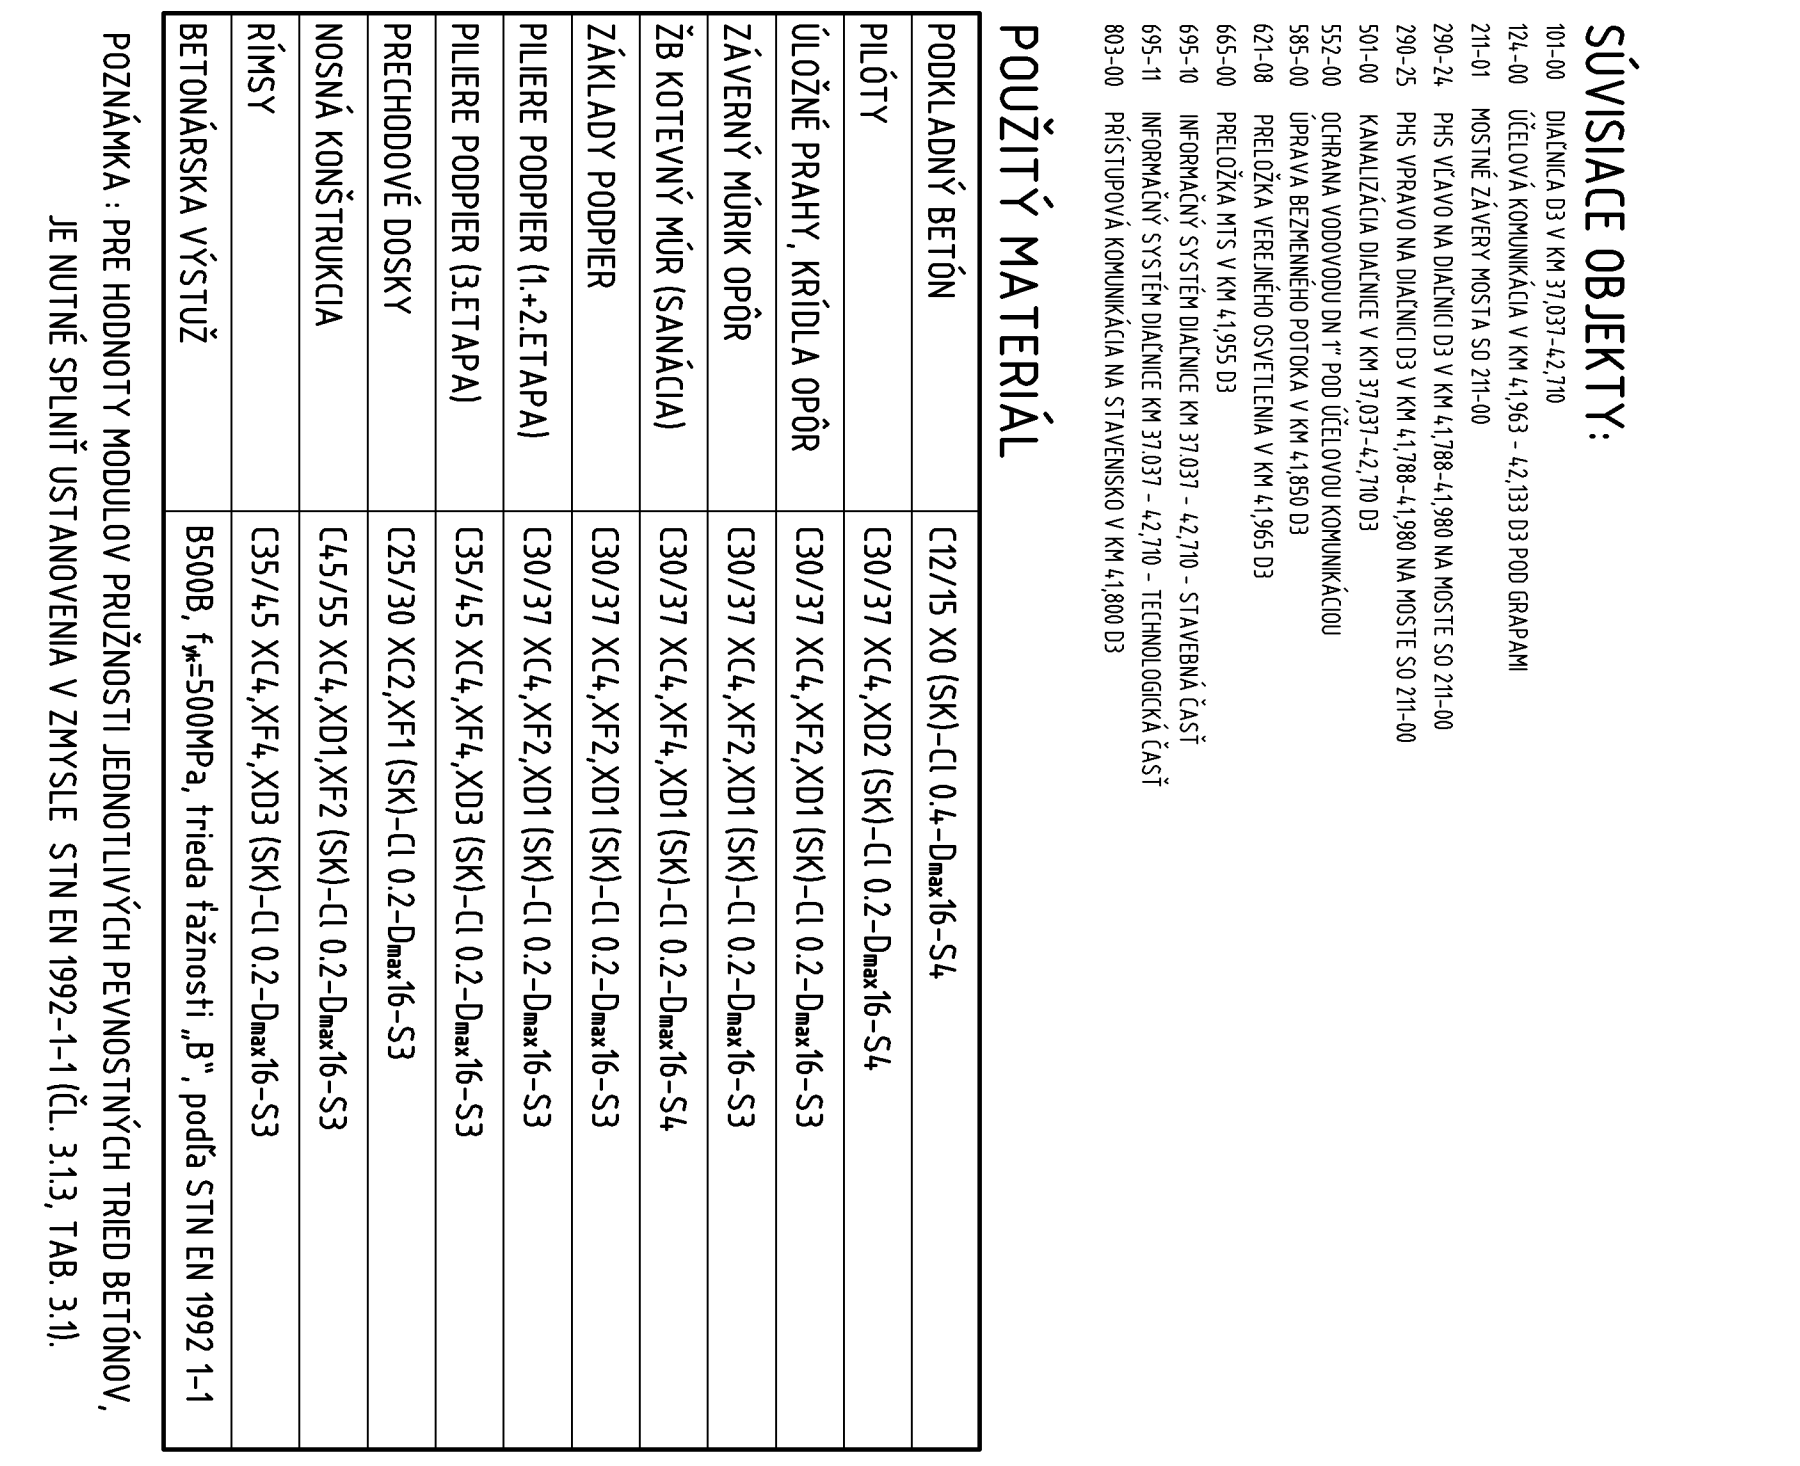 SÚVISIACE OBJEKTY:
101-00 DIAĽNICA D3 V KM 37,037-42,710
124-00 ÚČELOVÁ KOMUNIKÁCIA V KM 41,963 - 42,133 D3 POD GRAPAMI
211-01 MOSTNÉ ZÁVERY MOSTA SO 211-00
290-24 PHS VĽAVO NA DIAĽNICI D3 V KM 41,788-41,980 NA MOSTE SO 211-00
290-25 PHS VPRAVO NA DIAĽNICI D3 V KM 41,788-41,980 NA MOSTE SO 211-00
501-00 KANALIZÁCIA DIAĽNICE V KM 37,037-42,710 D3
552-00 OCHRANA VODOVODU DN 1" POD ÚČELOVOU KOMUNIKÁCIOU
585-00 ÚPRAVA BEZMENNÉHO POTOKA V KM 41,850 D3
621-08 PRELOŽKA VEREJNÉHO OSVETLENIA V KM 41,965 D3
665-00 PRELOŽKA MTS V KM 41,955 D3
695-10 INFORMAČNÝ SYSTÉM DIAĽNICE KM 37.037 - 42,710 - STAVEBNÁ ČASŤ
695-11 INFORMAČNÝ SYSTÉM DIAĽNICE KM 37.037 - 42,710 - TECHNOLOGICKÁ ČASŤ
803-00 PRÍSTUPOVÁ KOMUNIKÁCIA NA STAVENISKO V KM 41,800 D3
POUŽITÝ MATERIÁL
PODKLADNÝ BETÓN C12/15 X0 (SK)-Cl 0.4-Dmax16-S4
PILÓTY C30/37 XC4,XD2 (SK)-Cl 0.2-Dmax16-S4
ÚLOŽNÉ PRAHY, KRÍDLA OPÔR C30/37 XC4,XF2,XD1 (SK)-Cl 0.2-Dmax16-S3
ZÁVERNÝ MÚRIK OPÔR C30/37 XC4,XF2,XD1 (SK)-Cl 0.2-Dmax16-S3
ŽB KOTEVNÝ MÚR (SANÁCIA) C30/37 XC4,XF4,XD1 (SK)-Cl 0.2-Dmax16-S4
ZÁKLADY PODPIER C30/37 XC4,XF2,XD1 (SK)-Cl 0.2-Dmax16-S3
PILIERE PODPIER (1.+2.ETAPA) C30/37 XC4,XF2,XD1 (SK)-Cl 0.2-Dmax16-S3
PILIERE PODPIER (3.ETAPA) C35/45 XC4,XF4,XD3 (SK)-Cl 0.2-Dmax16-S3
PRECHODOVÉ DOSKY C25/30 XC2,XF1 (SK)-Cl 0.2-Dmax16-S3
NOSNÁ KONŠTRUKCIA C45/55 XC4,XD1,XF2 (SK)-Cl 0.2-Dmax16-S3
RÍMSY C35/45 XC4,XF4,XD3 (SK)-Cl 0.2-Dmax16-S3
BETONÁRSKA VÝSTUŽ B500B, fyk=500MPa, trieda ťažnosti „B“, podľa STN EN 1992 1-1
POZNÁMKA : PRE HODNOTY MODULOV PRUŽNOSTI JEDNOTLIVÝCH PEVNOSTNÝCH TRIED BETÓNOV,
JE NUTNÉ SPLNIŤ USTANOVENIA V ZMYSLE STN EN 1992-1-1 (ČL. 3.1.3, TAB. 3.1).